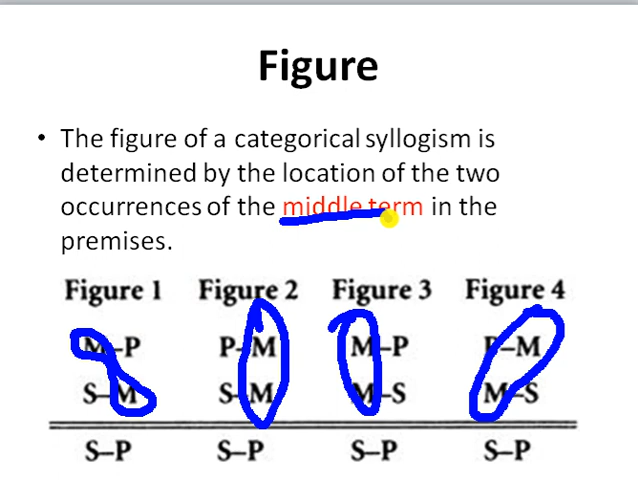 Figure
• The figure of a categorical syllogism is
determined by the location of the two
occurrences of the middle term in the
premises.
Figure 1 Figure 2 Figure 3 Figure 4
M–P P–M M–P P–M
S–M S–M M–S M–S
S–P S–P S–P S–P